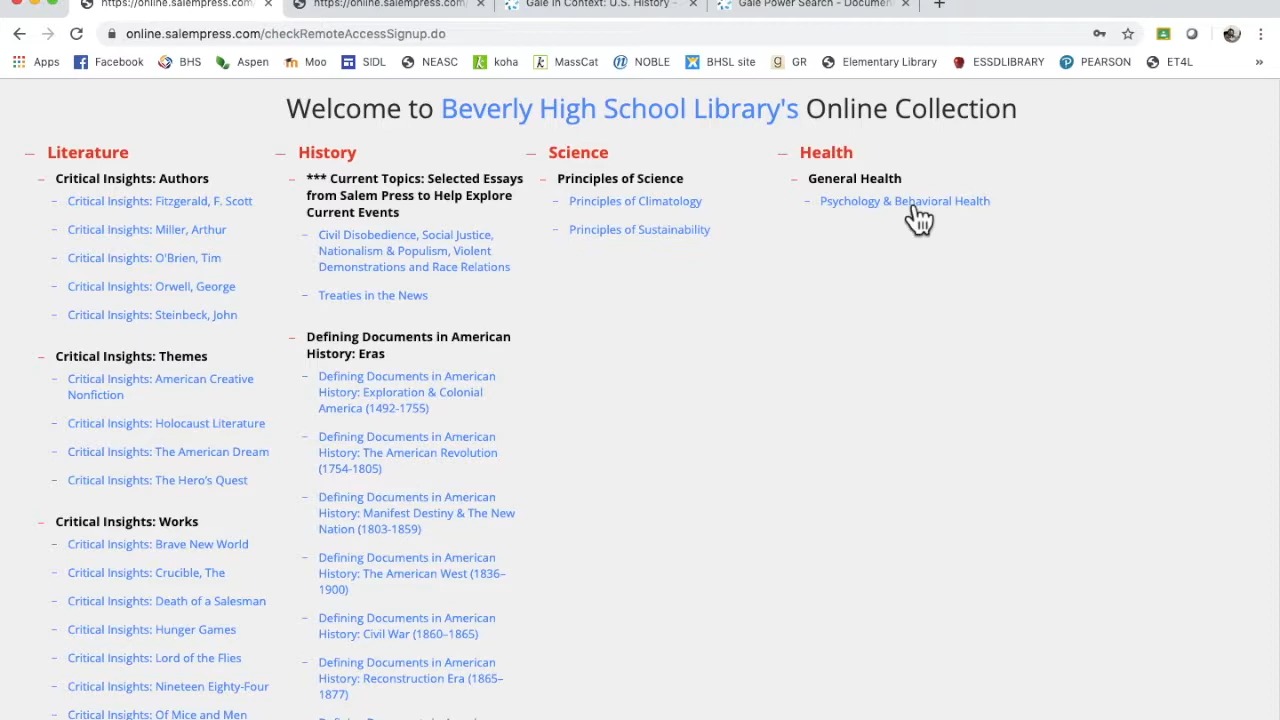 https://online.salempress.com/
https://online.salempress.com/
Gale In Context: U.S. History -
Gale Power Search - Document
online.salempress.com/checkRemoteAccessSignup.do
Apps Facebook BHS Aspen Moo SIDL NEASC koha MassCat NOBLE BHSL site GR Elementary Library ESSDLIBRARY PEARSON ET4L »
Welcome to Beverly High School Library's Online Collection
Literature
Critical Insights: Authors
Critical Insights: Fitzgerald, F. Scott
Critical Insights: Miller, Arthur
Critical Insights: O'Brien, Tim
Critical Insights: Orwell, George
Critical Insights: Steinbeck, John
Critical Insights: Themes
Critical Insights: American Creative
Nonfiction
Critical Insights: Holocaust Literature
Critical Insights: The American Dream
Critical Insights: The Hero's Quest
Critical Insights: Works
Critical Insights: Brave New World
Critical Insights: Crucible, The
Critical Insights: Death of a Salesman
Critical Insights: Hunger Games
Critical Insights: Lord of the Flies
Critical Insights: Nineteen Eighty-Four
Critical Insights: Of Mice and Men
History
*** Current Topics: Selected Essays
from Salem Press to Help Explore
Current Events
Civil Disobedience, Social Justice,
Nationalism & Populism, Violent
Demonstrations and Race Relations
Treaties in the News
Defining Documents in American
History: Eras
Defining Documents in American
History: Exploration & Colonial
America (1492-1755)
Defining Documents in American
History: The American Revolution
(1754-1805)
Defining Documents in American
History: Manifest Destiny & The New
Nation (1803-1859)
Defining Documents in American
History: The American West (1836–
1900)
Defining Documents in American
History: Civil War (1860–1865)
Defining Documents in American
History: Reconstruction Era (1865–
1877)
Science
Principles of Science
Principles of Climatology
Principles of Sustainability
Health
General Health
Psychology & Behavioral Health